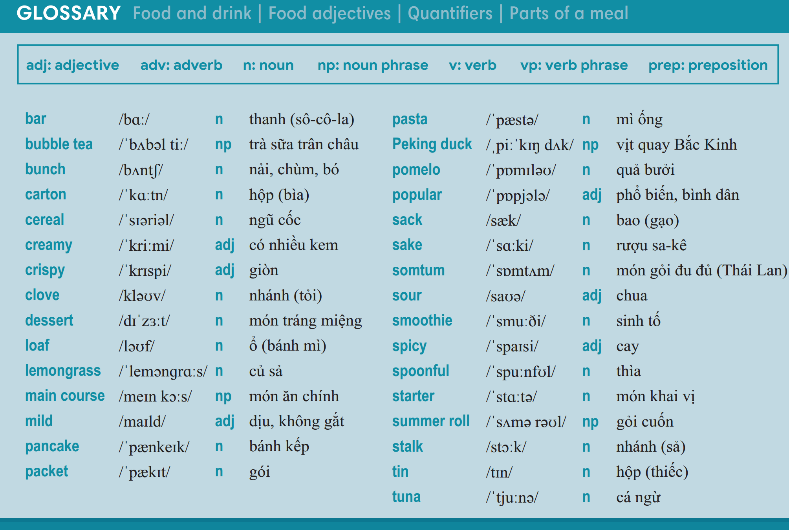 GLOSSARY Food and drink | Food adjectives | Quantifiers | Parts of a meal
adj: adjective adv: adverb n: noun np: noun phrase v: verb vp: verb phrase prep: preposition
bar /bɑː/ n thanh (sô-cô-la)
bubble tea /ˈbʌbəl tiː/ np trà sữa trân châu
bunch /bʌntʃ/ n nải, chùm, bó
carton /ˈkɑːtn/ n hộp (bìa)
cereal /ˈsɪəriəl/ n ngũ cốc
creamy /ˈkriːmi/ adj có nhiều kem
crispy /ˈkrɪspi/ adj giòn
clove /kləʊv/ n nhánh (tỏi)
dessert /dɪˈzɜːt/ n món tráng miệng
loaf /ləʊf/ n ổ (bánh mì)
lemongrass /ˈlemənɡrɑːs/ n củ sả
main course /meɪn kɔːs/ np món ăn chính
mild /maɪld/ adj dịu, không gắt
pancake /ˈpænkeɪk/ n bánh kếp
packet /ˈpækɪt/ n gói
pasta /ˈpæstə/ n mì ống
Peking duck /ˌpiːˈkɪŋ dʌk/ np vịt quay Bắc Kinh
pomelo /ˈpɒmɪləʊ/ n quả bưởi
popular /ˈpɒpjələ/ adj phổ biến, bình dân
sack /sæk/ n bao (gạo)
sake /ˈsɑːki/ n rượu sa-kê
somtum /ˈsɒmtʌm/ n món gỏi đu đủ (Thái Lan)
sour /saʊə/ adj chua
smoothie /ˈsmuːði/ n sinh tố
spicy /ˈspaɪsi/ adj cay
spoonful /ˈspuːnfʊl/ n thìa
starter /ˈstɑːtə/ n món khai vị
summer roll /ˈsʌmə rəʊl/ np gỏi cuốn
stalk /stɔːk/ n nhánh (sả)
tin /tɪn/ n hộp (thiếc)
tuna /ˈtjuːnə/ n cá ngừ